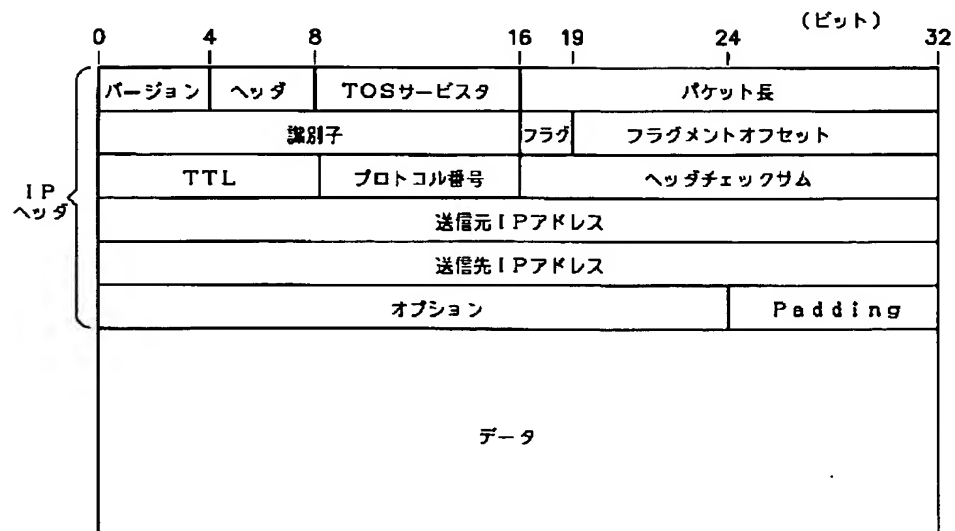 (ビット)
0 4 8 16 19 24 32
バージョン ヘッダ TOSサービスタ パケット長
識別子 フラグ フラグメントオフセット
TTL プロトコル番号 ヘッダチェックサム
IP
ヘッダ
送信元IPアドレス
送信先IPアドレス
オプション Padding
データ